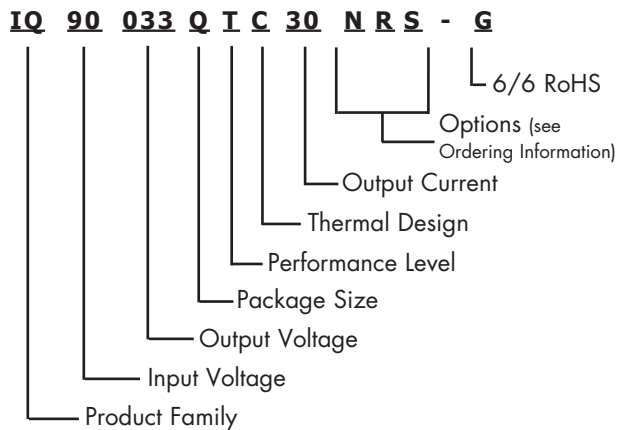 IQ 90 033 Q T C 30 N R S - G
6/6 RoHS
Options (see
Ordering Information)
Output Current
Thermal Design
Performance Level
Package Size
Output Voltage
Input Voltage
Product Family